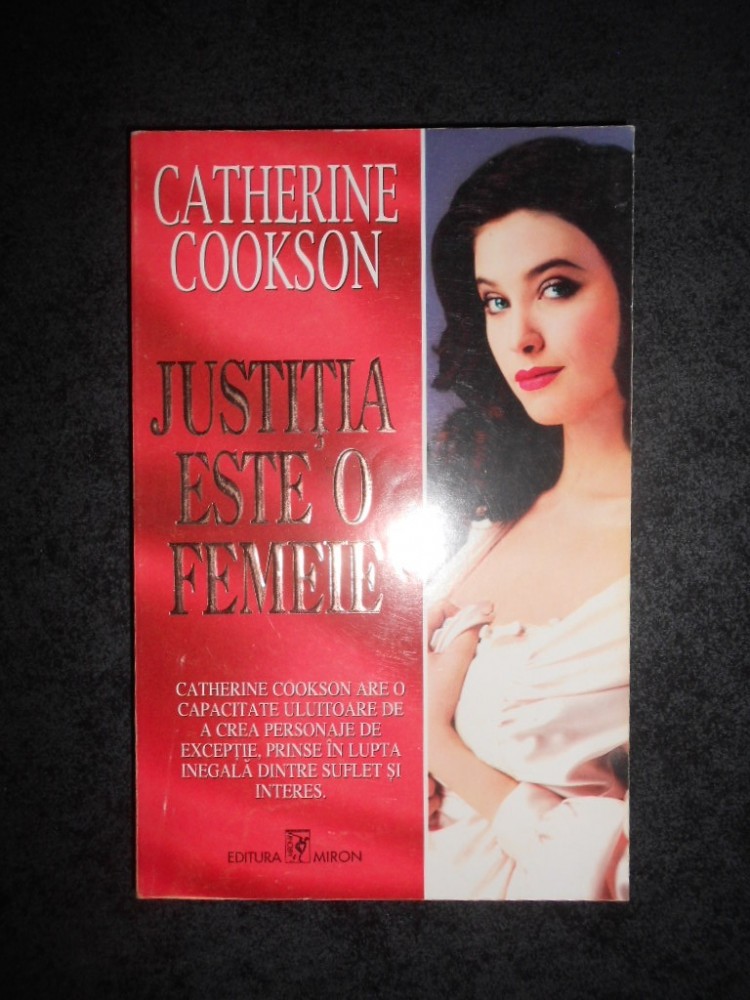 CATHERINE
COOKSON
JUSTIȚIA
ESTE O
FEMEIE
CATHERINE COOKSON ARE O
CAPACITATE ULUITOARE DE
A CREA PERSONAJE DE
EXCEPȚIE, PRINSE ÎN LUPTA
INEGALĂ DINTRE SUFLET ȘI
INTERES.
EDITURA MIRON